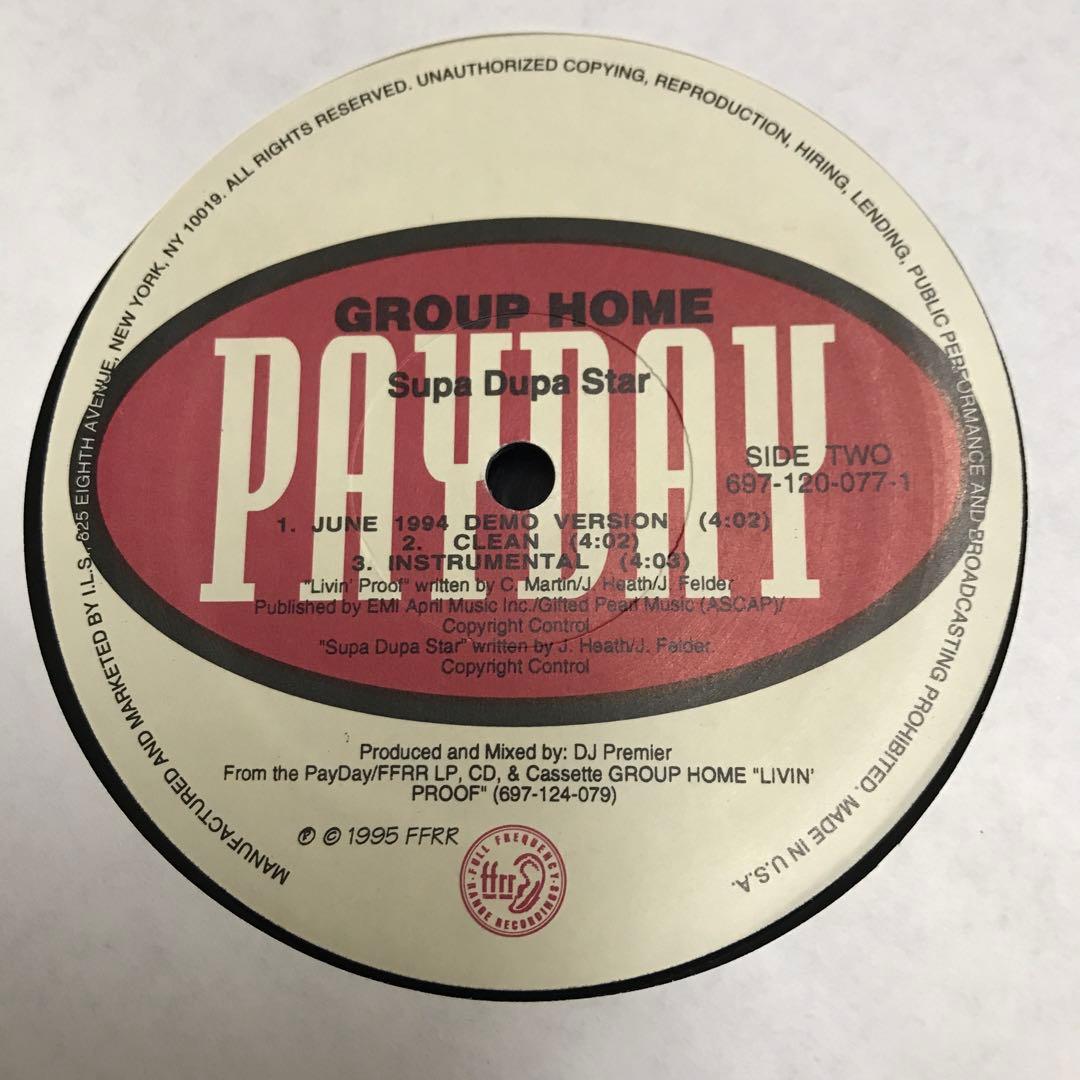 MANUFACTURED AND MARKETED BY I.L.S., 825 EIGHTH AVENUE, NEW YORK, NY 10019. ALL RIGHTS RESERVED. UNAUTHORIZED COPYING, REPRODUCTION, HIRING, LENDING, PUBLIC PERFORMANCE AND BROADCASTING PROHIBITED. MADE IN U.S.A.
GROUP HOME
PAYDAY
Supa Dupa Star
SIDE TWO
697-120-077-1
1. JUNE 1994 DEMO VERSION (4:02)
2. CLEAN (4:02)
3. INSTRUMENTAL (4:03)
"Livin' Proof" written by C. Martin/J. Heath/J. Felder
Published by EMI April Music Inc./Gifted Pearl Music (ASCAP)/
Copyright Control
"Supa Dupa Star" written by J. Heath/J. Felder.
Copyright Control
Produced and Mixed by: DJ Premier
From the PayDay/FFRR LP, CD, & Cassette GROUP HOME "LIVIN'
PROOF" (697-124-079)
℗ © 1995 FFRR
FULL FREQUENCY
ffrr
RANGE RECORDINGS